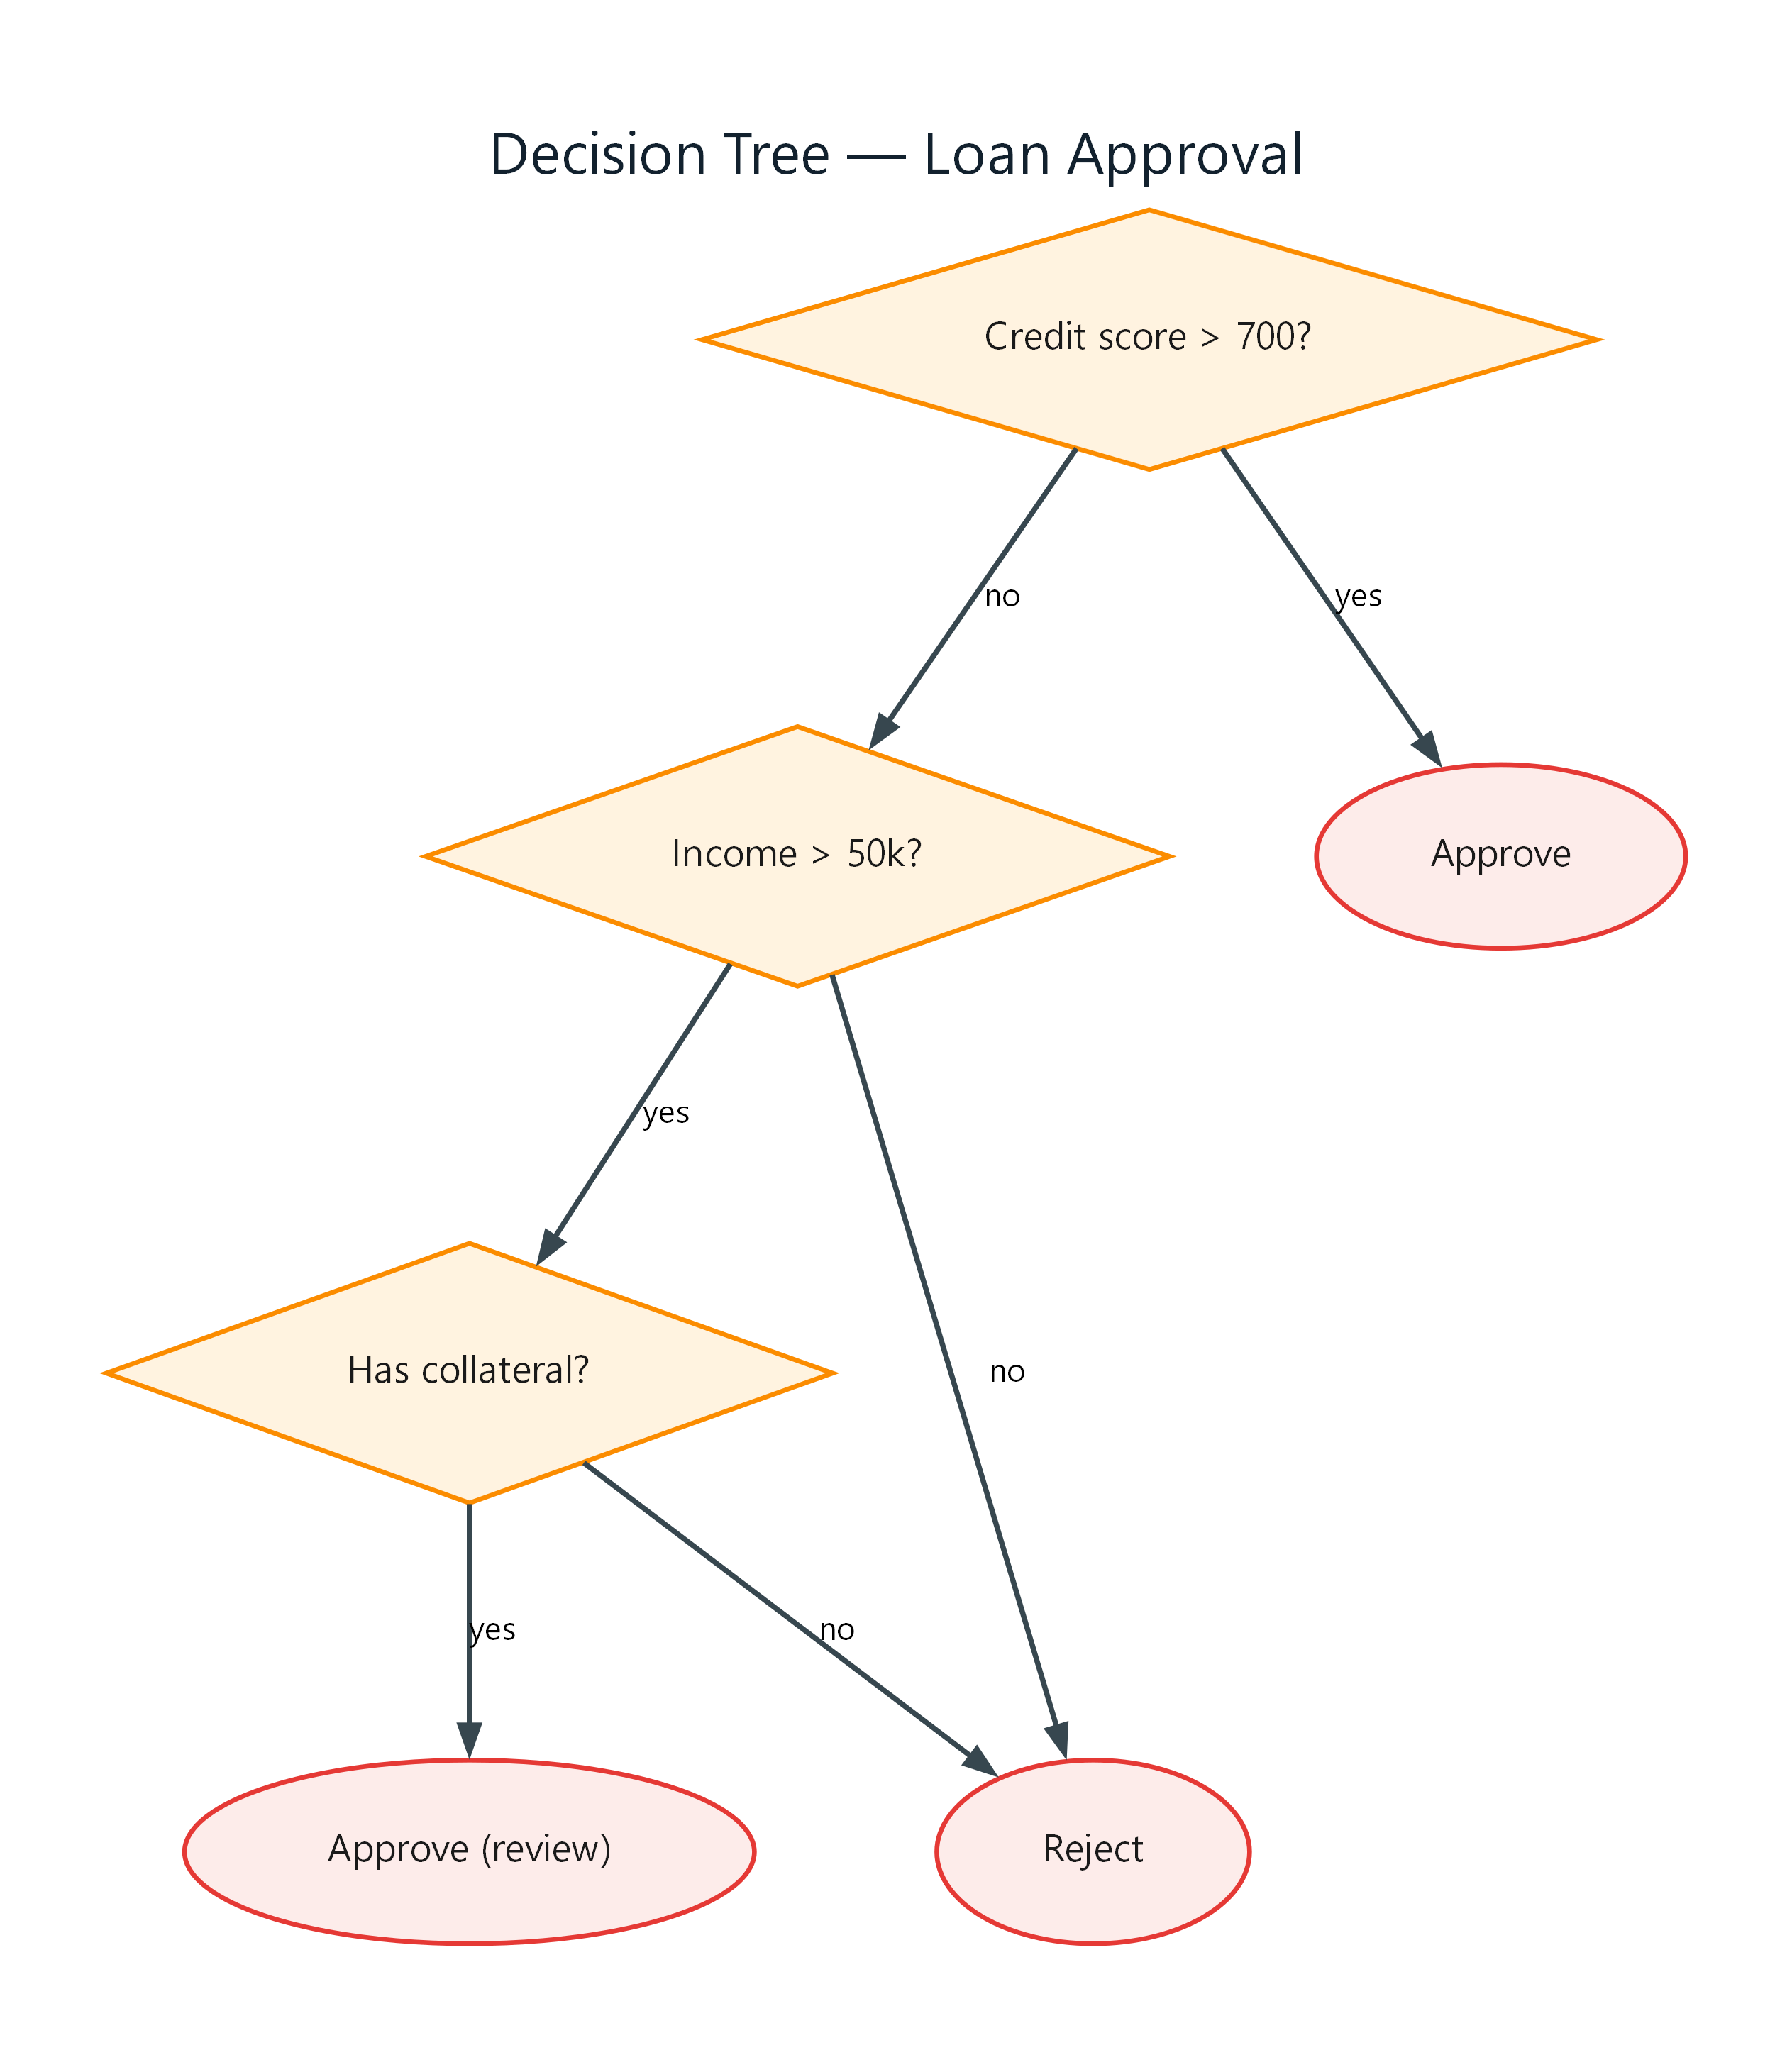 Decision Tree — Loan Approval
Credit score > 700?
no
yes
Income > 50k?
Approve
yes
Has collateral?
no
yes
no
Approve (review)
Reject